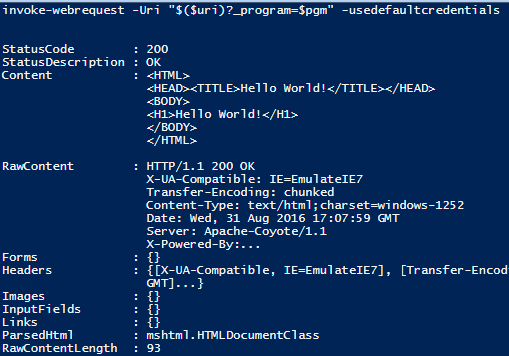 invoke-webrequest -Uri "$($uri)?_program=$pgm" -usedefaultcredentials
StatusCode : 200
StatusDescription : OK
Content : <HTML>
<HEAD><TITLE>Hello World!</TITLE></HEAD>
<BODY>
<H1>Hello World!</H1>
</BODY>
</HTML>
RawContent : HTTP/1.1 200 OK
X-UA-Compatible: IE=EmulateIE7
Transfer-Encoding: chunked
Content-Type: text/html;charset=windows-1252
Date: Wed, 31 Aug 2016 17:07:59 GMT
Server: Apache-Coyote/1.1
X-Powered-By:...
Forms : {}
Headers : {[X-UA-Compatible, IE=EmulateIE7], [Transfer-Encod
GMT]...}
Images : {}
InputFields : {}
Links : {}
ParsedHtml : mshtml.HTMLDocumentClass
RawContentLength : 93